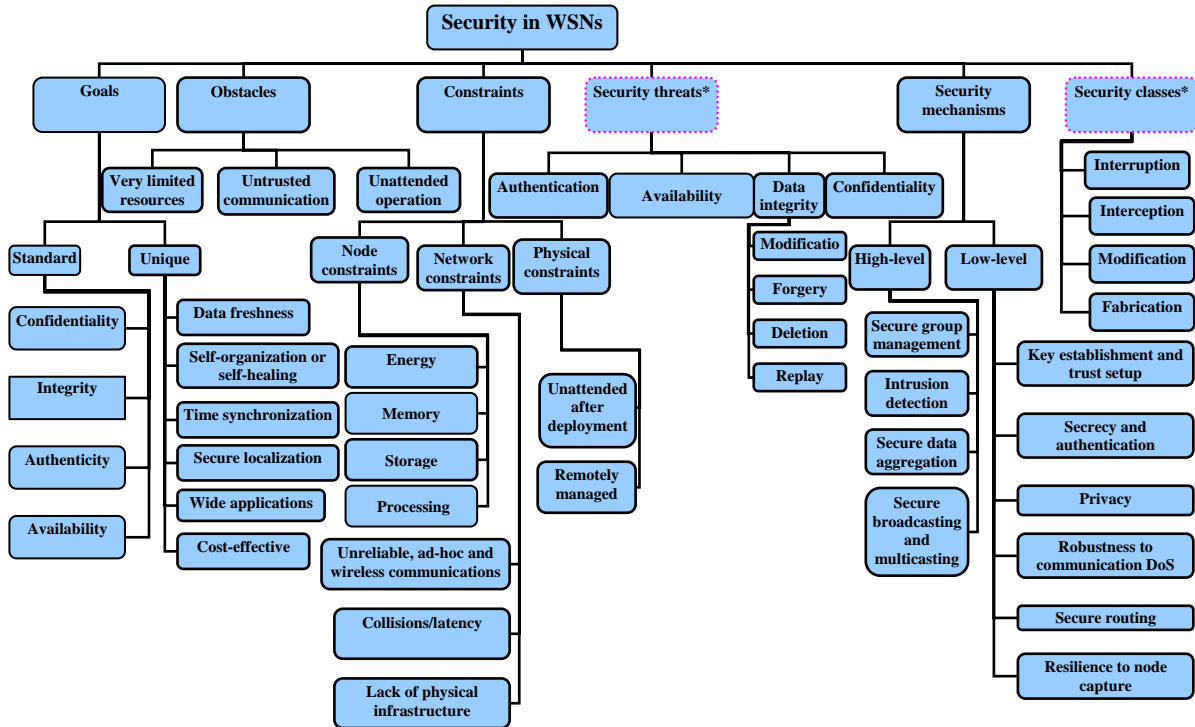 Security in WSNs
Goals
Obstacles
Constraints
Security threats*
Security
mechanisms
Security classes*
Very limited
resources
Untrusted
communication
Unattended
operation
Authentication
Availability
Data
integrity
Confidentiality
Interruption
Interception
Modification
Fabrication
Standard
Unique
Node
constraints
Network
constraints
Physical
constraints
Modificatio
Forgery
Deletion
Replay
High-level
Low-level
Confidentiality
Integrity
Authenticity
Availability
Data freshness
Self-organization or
self-healing
Time synchronization
Secure localization
Wide applications
Cost-effective
Energy
Memory
Storage
Processing
Unreliable, ad-hoc and
wireless communications
Collisions/latency
Lack of physical
infrastructure
Unattended
after
deployment
Remotely
managed
Secure group
management
Intrusion
detection
Secure data
aggregation
Secure
broadcasting
and
multicasting
Key establishment and
trust setup
Secrecy and
authentication
Privacy
Robustness to
communication DoS
Secure routing
Resilience to node
capture